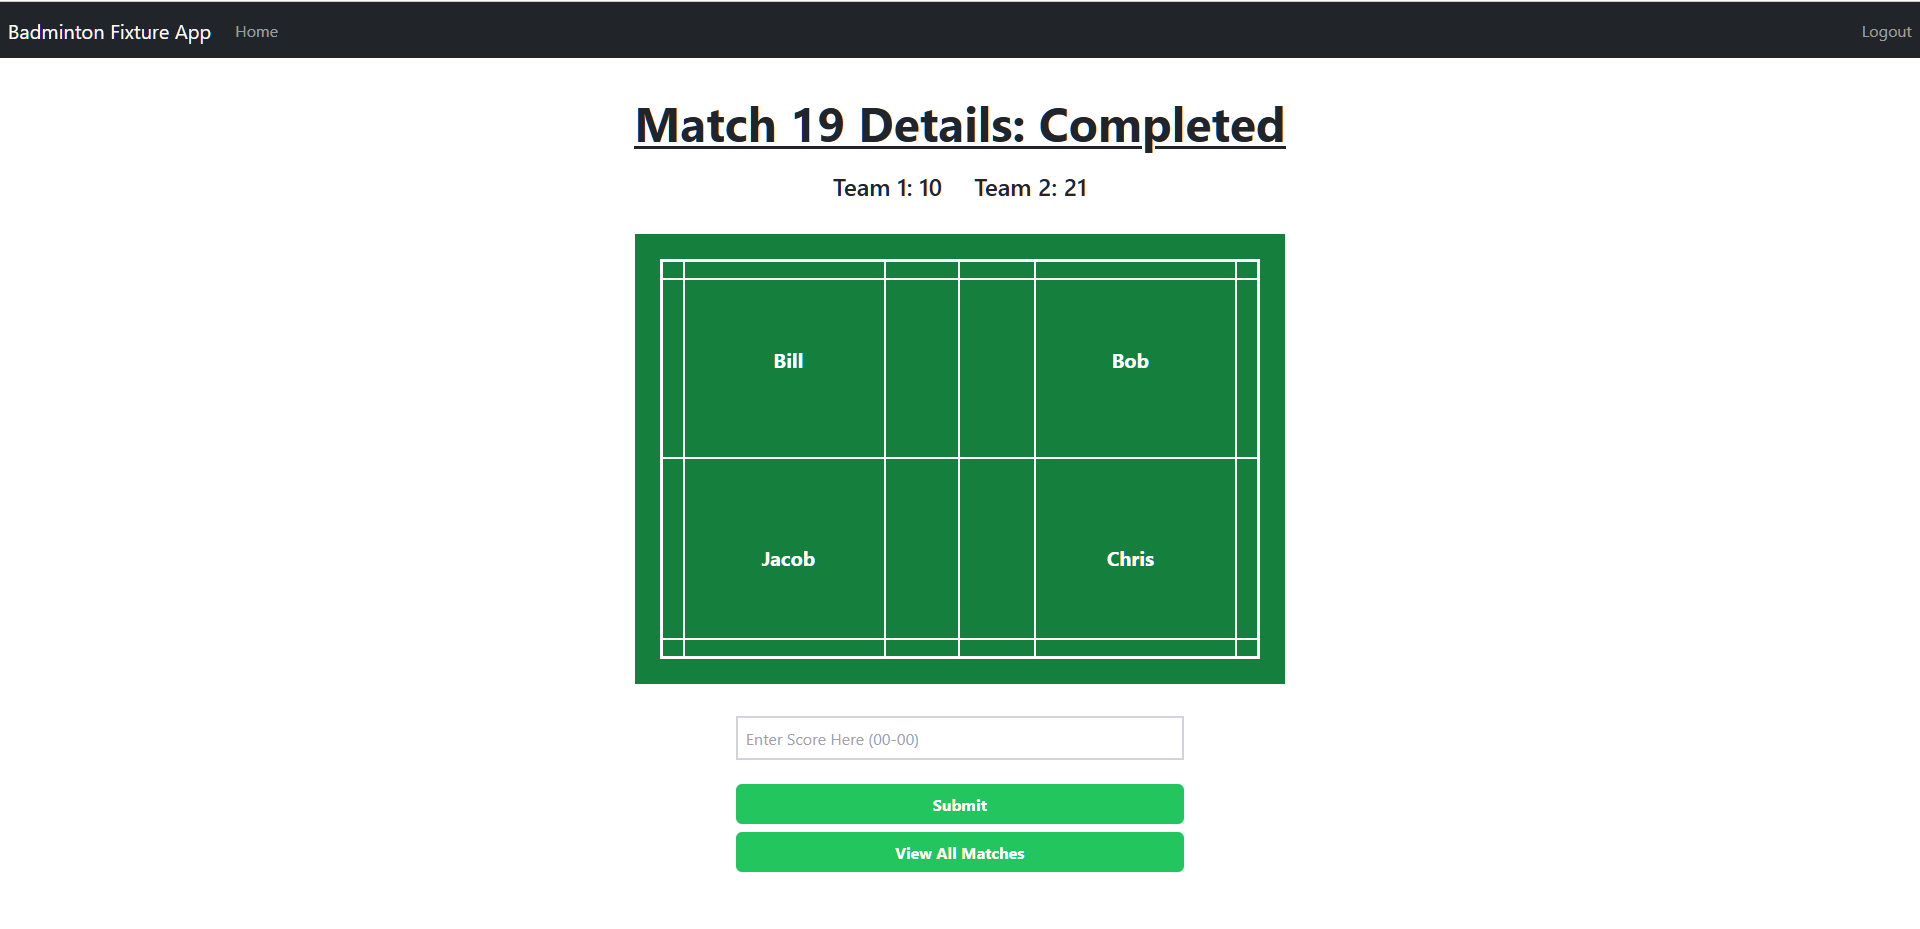 Badminton Fixture App Home Logout
Match 19 Details: Completed
Team 1: 10 Team 2: 21
Bill Bob
Jacob Chris
Enter Score Here (00-00)
Submit
View All Matches